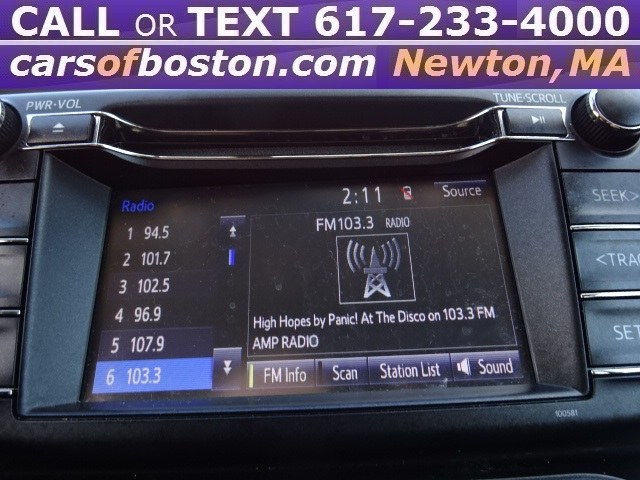 CALL OR TEXT 617-233-4000
carsofboston.com Newton, MA
PWR•VOL
TUNE•SCROLL
Radio
2:11
Source
FM103.3 RADIO
1 94.5
2 101.7
3 102.5
4 96.9
5 107.9
6 103.3
High Hopes by Panic! At The Disco on 103.3 FM
AMP RADIO
FM Info
Scan
Station List
Sound
SEEK>
<TRAC
SET
100581